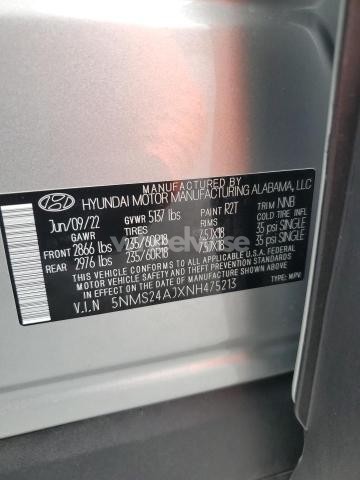 MANUFACTURED BY
HYUNDAI MOTOR MANUFACTURING ALABAMA, LLC
Jun/09/22 GVWR 5137 lbs PAINT R2T TRIM NNB
GAWR TIRES RIMS COLD TIRE INFL
FRONT 2866 lbs 235/60R18 7.5JX18 35 psi SINGLE
REAR 2976 lbs 235/60R18 7.5JX18 35 psi SINGLE
THIS VEHICLE CONFORMS TO ALL APPLICABLE U.S.A. FEDERAL MOTOR
VEHICLE SAFETY BUMPER, AND THEFT PREVENTION STANDARDS
IN EFFECT ON THE DATE OF MANUFACTURE SHOWN ABOVE.
V.I.N 5NMS24AJXNH475213 TYPE: MPV